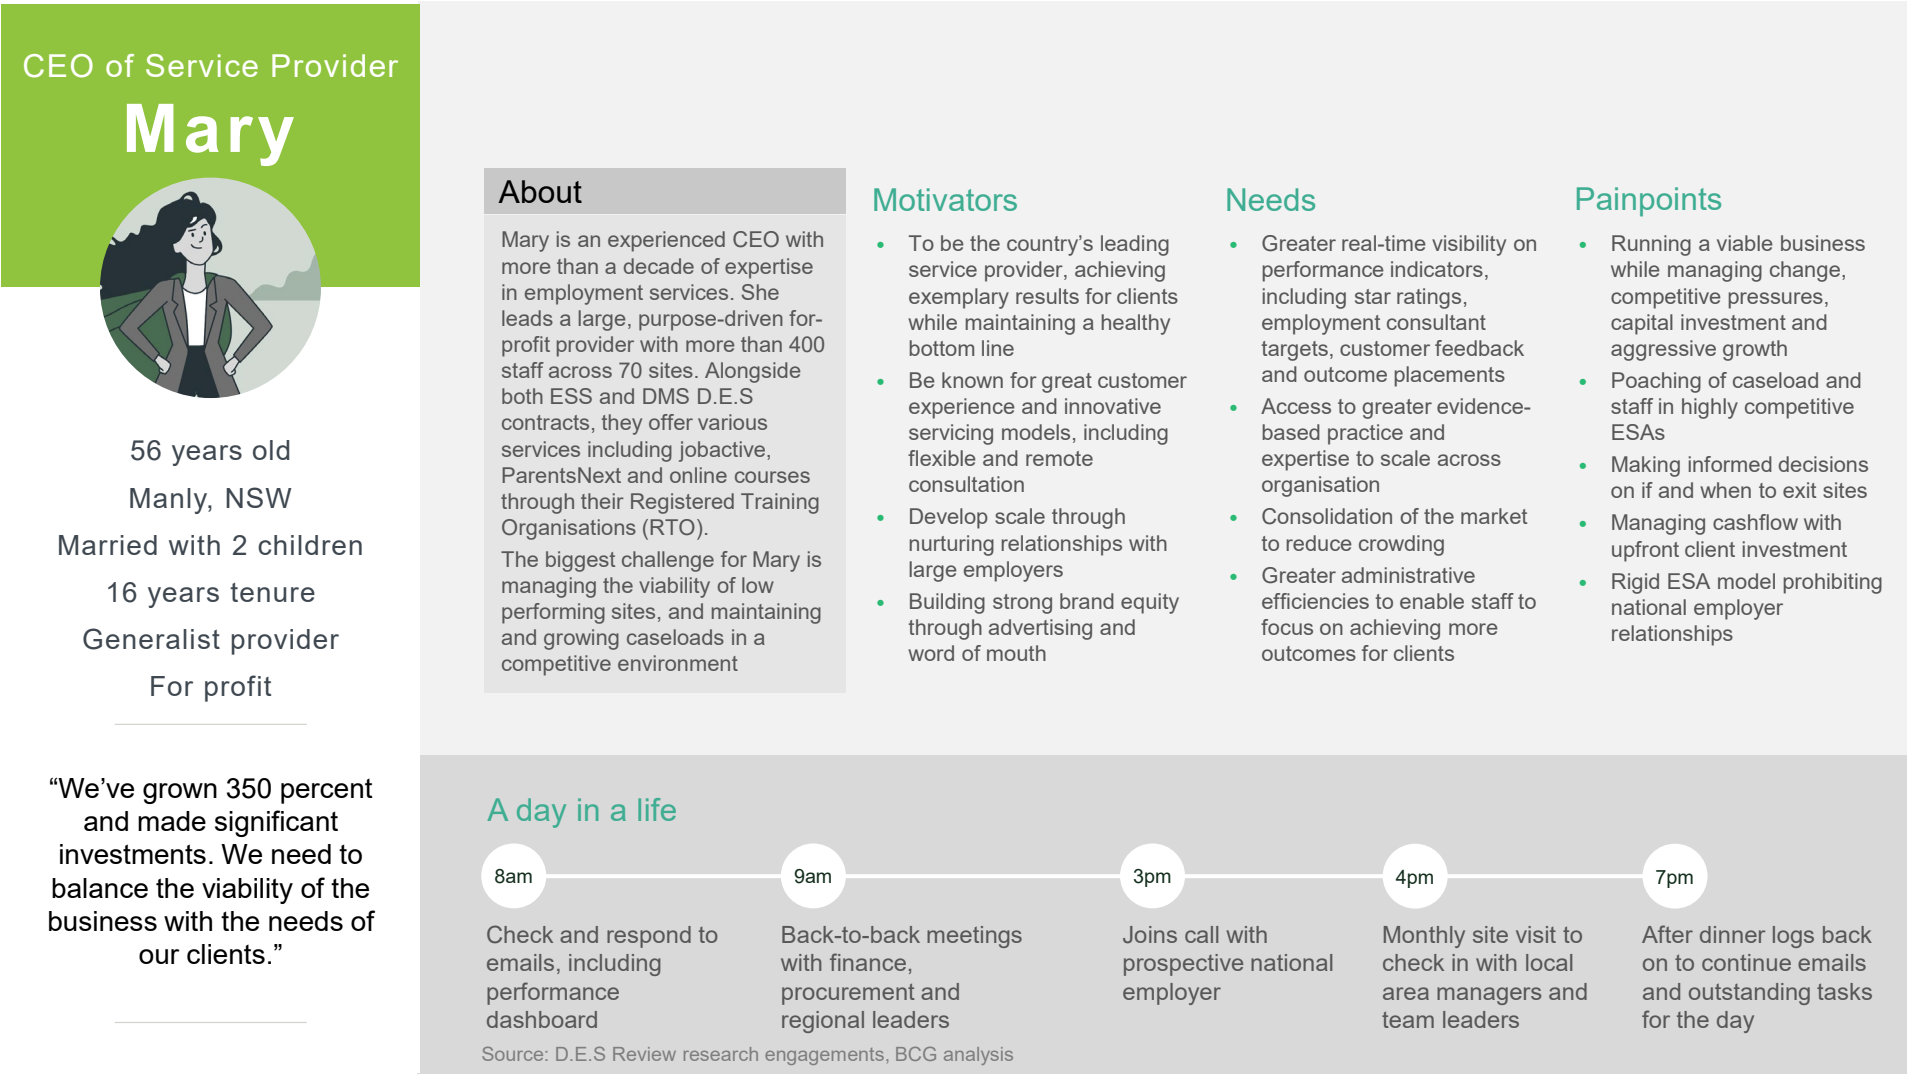 CEO of Service Provider
Mary
56 years old
Manly, NSW
Married with 2 children
16 years tenure
Generalist provider
For profit
“We’ve grown 350 percent
and made significant
investments. We need to
balance the viability of the
business with the needs of
our clients.”
About
Mary is an experienced CEO with
more than a decade of expertise
in employment services. She
leads a large, purpose-driven for-
profit provider with more than 400
staff across 70 sites. Alongside
both ESS and DMS D.E.S
contracts, they offer various
services including jobactive,
ParentsNext and online courses
through their Registered Training
Organisations (RTO).
The biggest challenge for Mary is
managing the viability of low
performing sites, and maintaining
and growing caseloads in a
competitive environment
Motivators
• To be the country’s leading
service provider, achieving
exemplary results for clients
while maintaining a healthy
bottom line
• Be known for great customer
experience and innovative
servicing models, including
flexible and remote
consultation
• Develop scale through
nurturing relationships with
large employers
• Building strong brand equity
through advertising and
word of mouth
Needs
• Greater real-time visibility on
performance indicators,
including star ratings,
employment consultant
targets, customer feedback
and outcome placements
• Access to greater evidence-
based practice and
expertise to scale across
organisation
• Consolidation of the market
to reduce crowding
• Greater administrative
efficiencies to enable staff to
focus on achieving more
outcomes for clients
Painpoints
• Running a viable business
while managing change,
competitive pressures,
capital investment and
aggressive growth
• Poaching of caseload and
staff in highly competitive
ESAs
• Making informed decisions
on if and when to exit sites
• Managing cashflow with
upfront client investment
• Rigid ESA model prohibiting
national employer
relationships
A day in a life
8am
Check and respond to
emails, including
performance
dashboard
9am
Back-to-back meetings
with finance,
procurement and
regional leaders
3pm
Joins call with
prospective national
employer
4pm
Monthly site visit to
check in with local
area managers and
team leaders
7pm
After dinner logs back
on to continue emails
and outstanding tasks
for the day
Source: D.E.S Review research engagements, BCG analysis